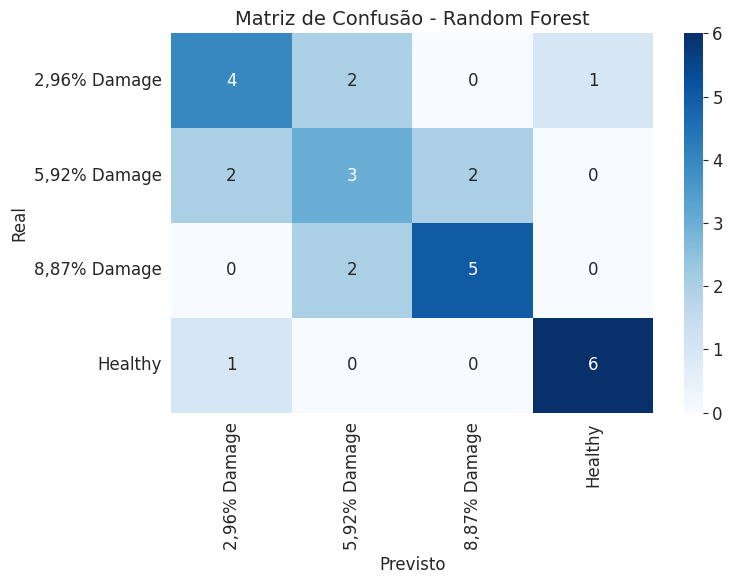 Matriz de Confusão - Random Forest
Real
2,96% Damage
4
2
0
1
5,92% Damage
2
3
2
0
8,87% Damage
0
2
5
0
Healthy
1
0
0
6
2,96% Damage
5,92% Damage
8,87% Damage
Healthy
Previsto
6
5
4
3
2
1
0